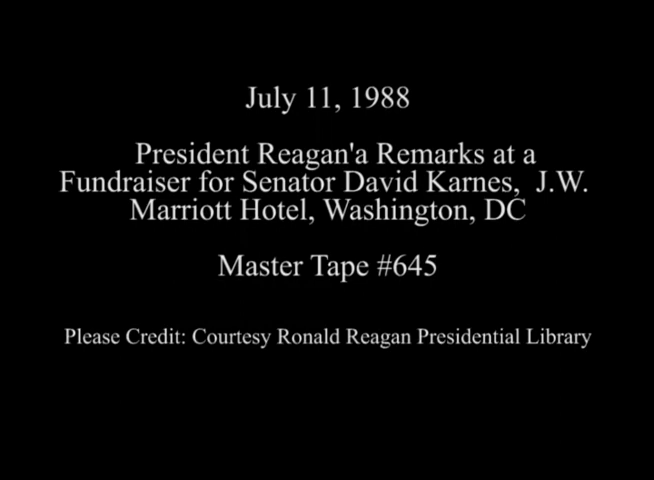 July 11, 1988
President Reagan'a Remarks at a
Fundraiser for Senator David Karnes,  J.W.
Marriott Hotel, Washington, DC
Master Tape #645
Please Credit: Courtesy Ronald Reagan Presidential Library